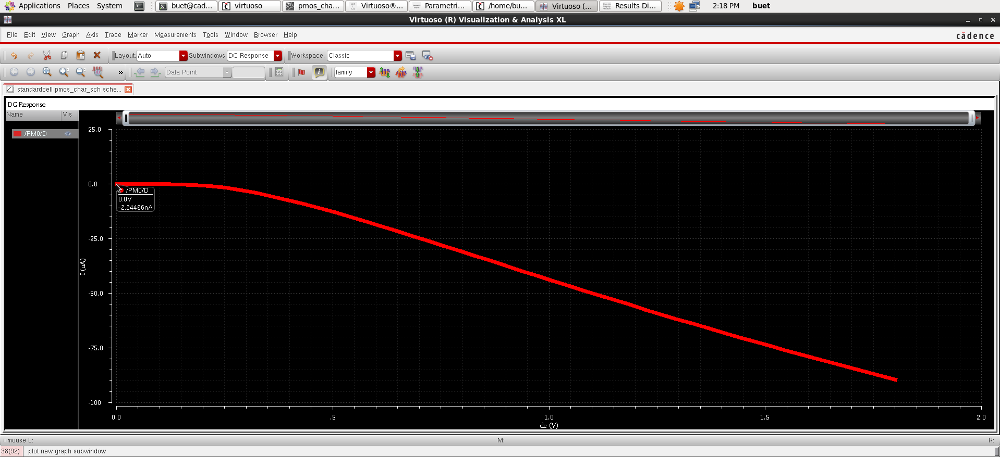 Applications Places System buet@cad... virtuoso pmos_cha... Virtuoso®... Parametri... /home/bu... Virtuoso (... Results Di... 2:18 PM buet
Virtuoso (R) Visualization & Analysis XL
File Edit View Graph Axis Trace Marker Measurements Tools Window Browser Help cādence
Layout: Auto Subwindows: DC Response Workspace: Classic
» Data Point family
standardcell pmos_char_sch sche...
DC Response
Name Vis
/PM0/D
25.0
0.0
-25.0
-50.0
-75.0
-100
I (uA)
/PM0/D
0.0V
-2.24466nA
0.0 .5 1.0 1.5 2.0
dc (V)
mouse L: M: R:
38(92) plot new graph subwindow